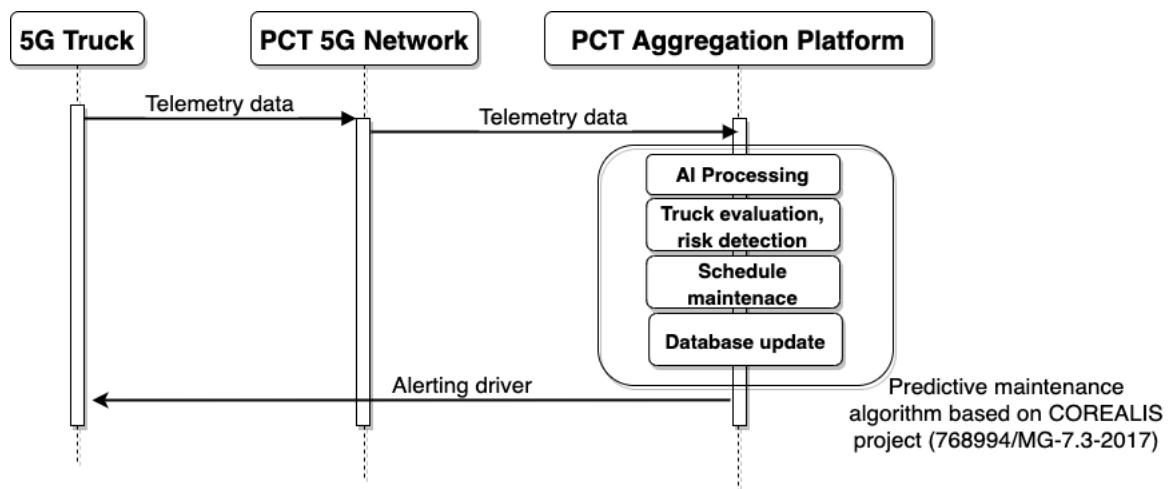 5G Truck
PCT 5G Network
PCT Aggregation Platform
Telemetry data
Telemetry data
AI Processing
Truck evaluation,
risk detection
Schedule
maintenace
Database update
Alerting driver
Predictive maintenance
algorithm based on COREALIS
project (768994/MG-7.3-2017)